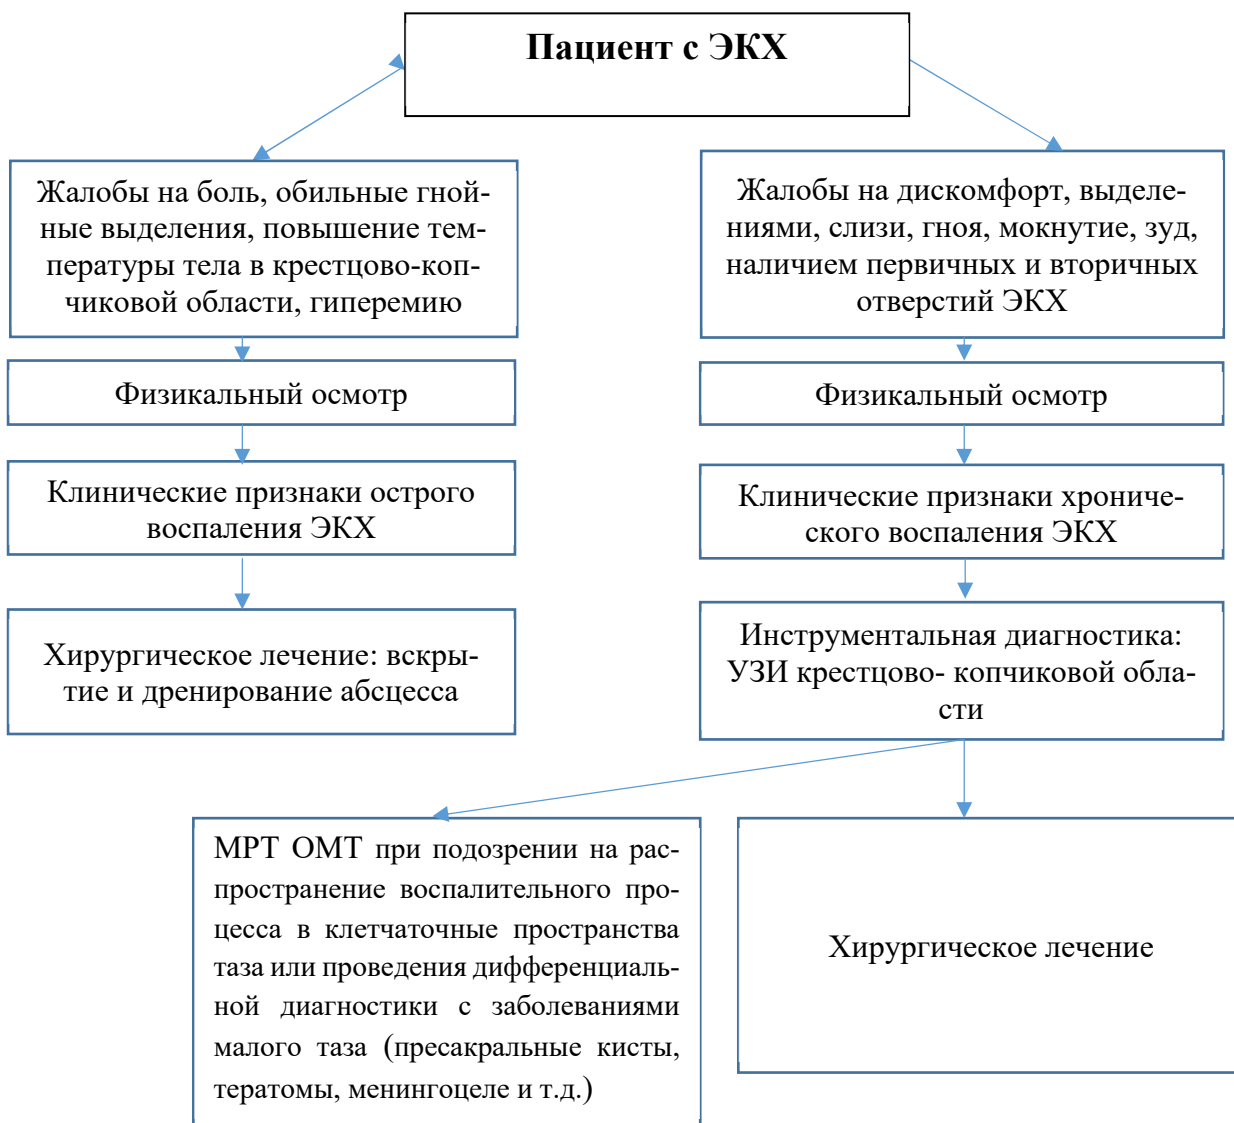 Пациент с ЭКХ
Жалобы на боль, обильные гной-
ные выделения, повышение тем-
пературы тела в крестцово-коп-
чиковой области, гиперемию
Физикальный осмотр
Клинические признаки острого
воспаления ЭКХ
Хирургическое лечение: вскры-
тие и дренирование абсцесса
Жалобы на дискомфорт, выделе-
ниями, слизи, гноя, мокнутие, зуд,
наличием первичных и вторичных
отверстий ЭКХ
Физикальный осмотр
Клинические признаки хрониче-
ского воспаления ЭКХ
Инструментальная диагностика:
УЗИ крестцово- копчиковой обла-
сти
МРТ ОМТ при подозрении на рас-
пространение воспалительного про-
цесса в клетчаточные пространства
таза или проведения дифференциаль-
ной диагностики с заболеваниями
малого таза (пресакральные кисты,
тератомы, менингоцеле и т.д.)
Хирургическое лечение